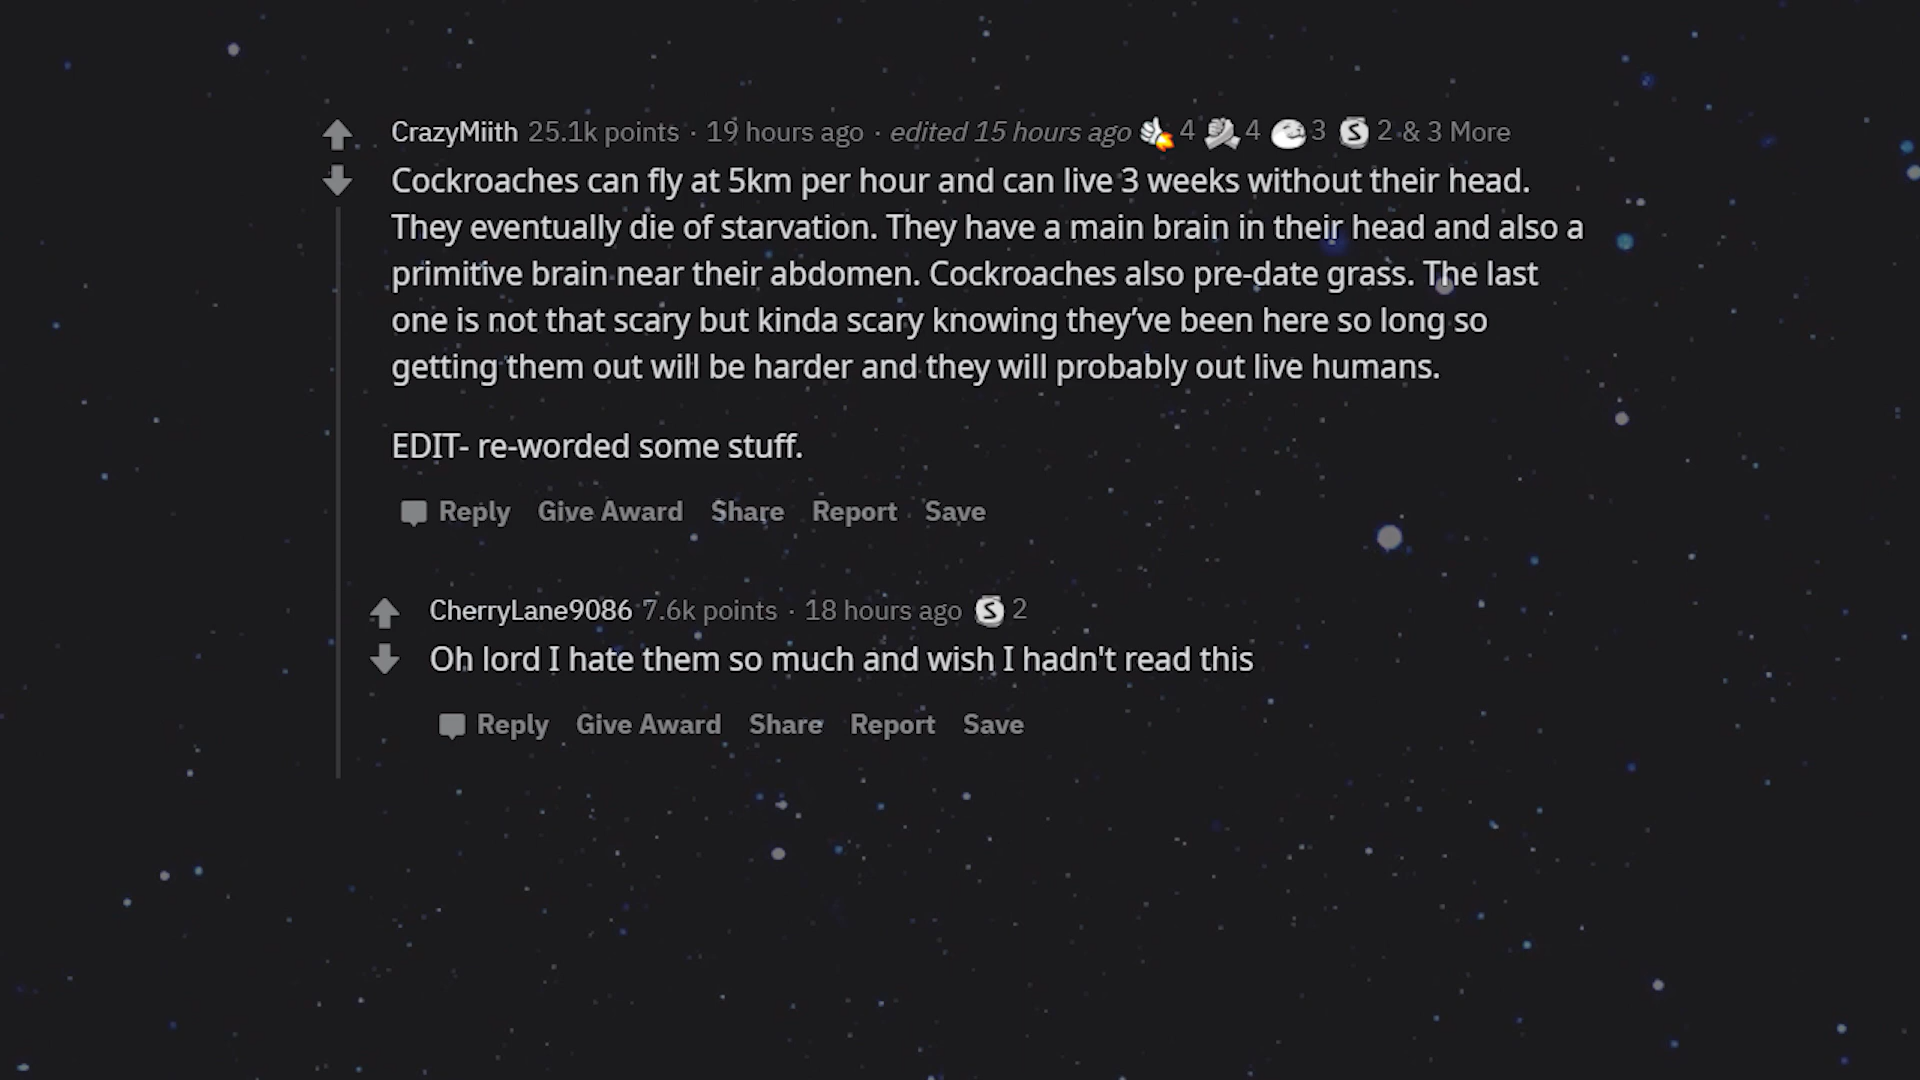 CrazyMiith 25.1k points · 19 hours ago · edited 15 hours ago 4 4 3 S 2 & 3 More
Cockroaches can fly at 5km per hour and can live 3 weeks without their head.
They eventually die of starvation. They have a main brain in their head and also a
primitive brain near their abdomen. Cockroaches also pre-date grass. The last
one is not that scary but kinda scary knowing they’ve been here so long so
getting them out will be harder and they will probably out live humans.
EDIT- re-worded some stuff.
Reply Give Award Share Report Save
CherryLane9086 7.6k points · 18 hours ago S 2
Oh lord I hate them so much and wish I hadn't read this
Reply Give Award Share Report Save